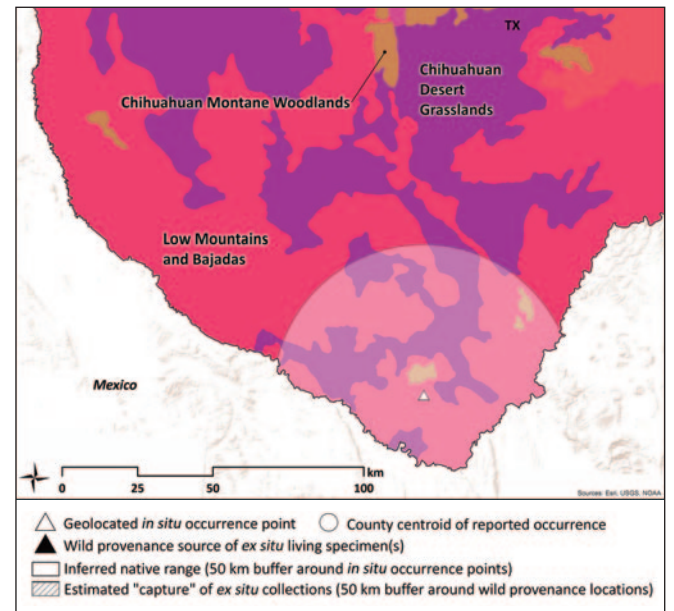 TX
Chihuahuan Montane Woodlands
Chihuahuan
Desert
Grasslands
Low Mountains
and Bajadas
Mexico
km
0 25 50 100
Sources: Esri, USGS, NOAA
Geolocated in situ occurrence point County centroid of reported occurrence
Wild provenance source of ex situ living specimen(s)
Inferred native range (50 km buffer around in situ occurrence points)
Estimated "capture" of ex situ collections (50 km buffer around wild provenance locations)